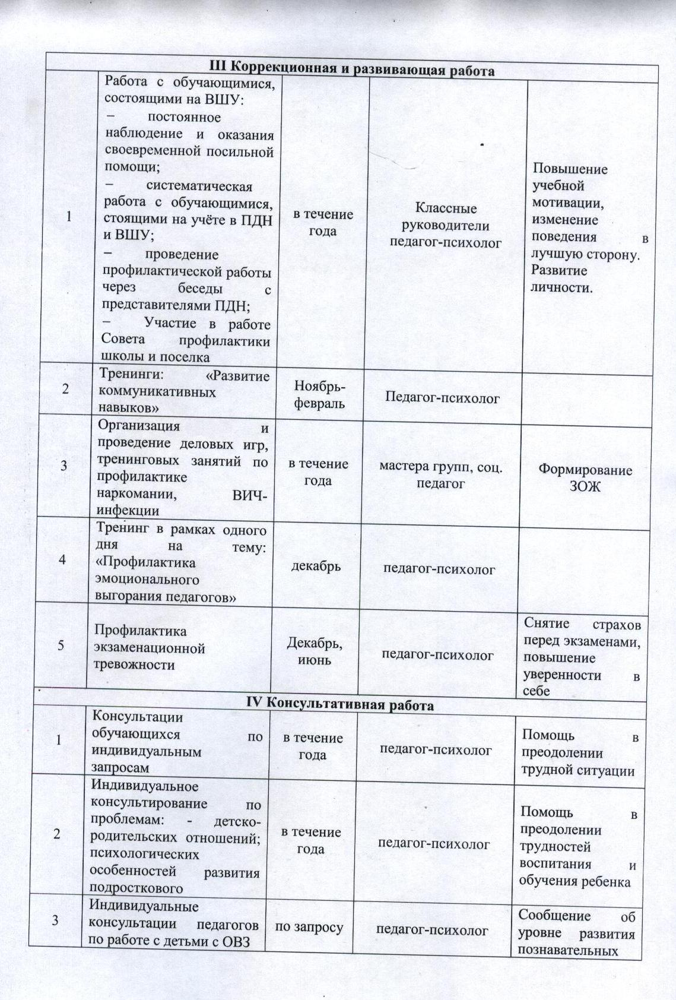 III Коррекционная и развивающая работа
1
Работа с обучающимися,
состоящими на ВШУ:
– постоянное
наблюдение и оказания
своевременной посильной
помощи;
– систематическая
работа с обучающимися,
стоящими на учёте в ПДН
и ВШУ;
– проведение
профилактической работы
через беседы с
представителями ПДН;
– Участие в работе
Совета профилактики
школы и поселка
в течение
года
Классные
руководители
педагог-психолог
Повышение
учебной
мотивации,
изменение
поведения в
лучшую сторону.
Развитие
личности.
2
Тренинги: «Развитие
коммуникативных
навыков»
Ноябрь-
февраль
Педагог-психолог
3
Организация и
проведение деловых игр,
тренинговых занятий по
профилактике
наркомании, ВИЧ-
инфекции
в течение
года
мастера групп, соц.
педагог
Формирование
ЗОЖ
4
Тренинг в рамках одного
дня на тему:
«Профилактика
эмоционального
выгорания педагогов»
декабрь
педагог-психолог
5
Профилактика
экзаменационной
тревожности
Декабрь,
июнь
педагог-психолог
Снятие страхов
перед экзаменами,
повышение
уверенности в
себе
IV Консультативная работа
1
Консультации
обучающихся по
индивидуальным
запросам
в течение
года
педагог-психолог
Помощь в
преодолении
трудной ситуации
2
Индивидуальное
консультирование по
проблемам: - детско-
родительских отношений;
психологических
особенностей развития
подросткового
в течение
года
педагог-психолог
Помощь в
преодолении
трудностей
воспитания и
обучения ребенка
3
Индивидуальные
консультации педагогов
по работе с детьми с ОВЗ
по запросу
педагог-психолог
Сообщение об
уровне развития
познавательных